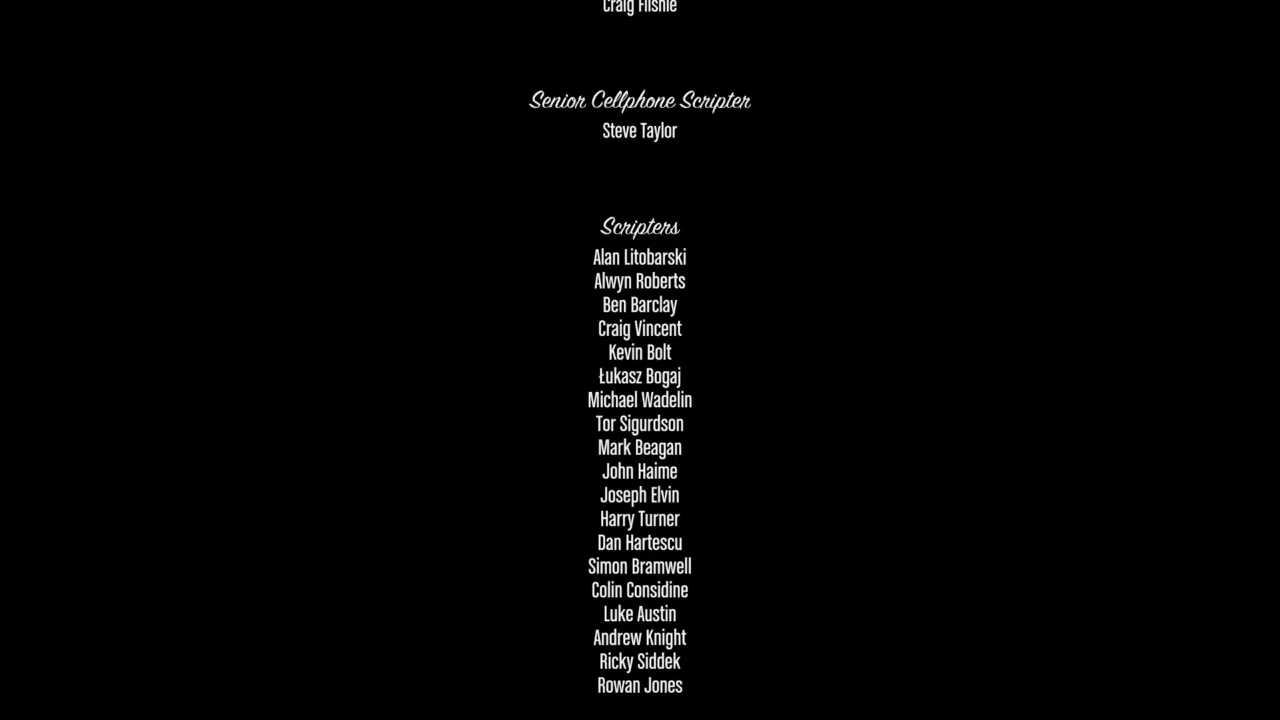 Craig Filshie
Senior Cellphone Scripter
Steve Taylor
Scripters
Alan Litobarski
Alwyn Roberts
Ben Barclay
Craig Vincent
Kevin Bolt
Łukasz Bogaj
Michael Wadelin
Tor Sigurdson
Mark Beagan
John Haime
Joseph Elvin
Harry Turner
Dan Hartescu
Simon Bramwell
Colin Considine
Luke Austin
Andrew Knight
Ricky Siddek
Rowan Jones